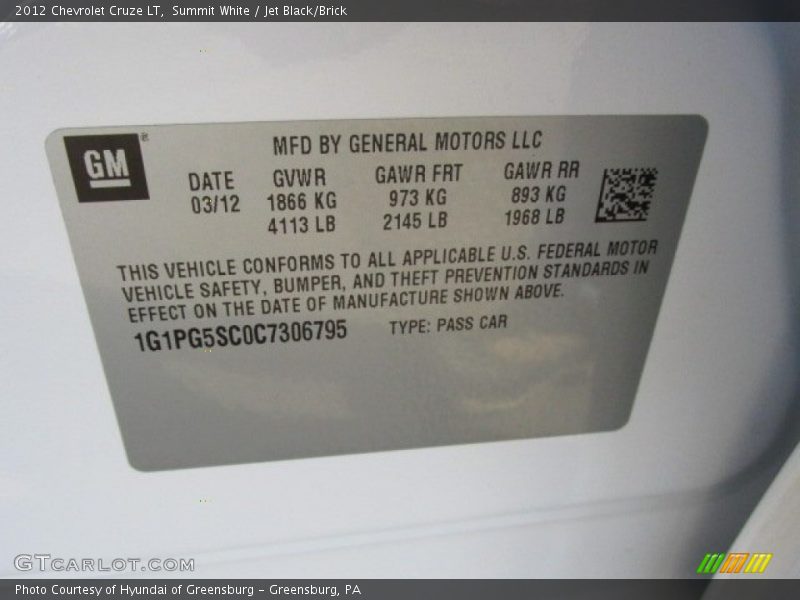 2012 Chevrolet Cruze LT, Summit White / Jet Black/Brick
GM ®
MFD BY GENERAL MOTORS LLC
DATE GVWR GAWR FRT GAWR RR
03/12 1866 KG 973 KG 893 KG
4113 LB 2145 LB 1968 LB
THIS VEHICLE CONFORMS TO ALL APPLICABLE U.S. FEDERAL MOTOR
VEHICLE SAFETY, BUMPER, AND THEFT PREVENTION STANDARDS IN
EFFECT ON THE DATE OF MANUFACTURE SHOWN ABOVE.
1G1PG5SC0C7306795 TYPE: PASS CAR
GTCARLOT.COM
Photo Courtesy of Hyundai of Greensburg - Greensburg, PA